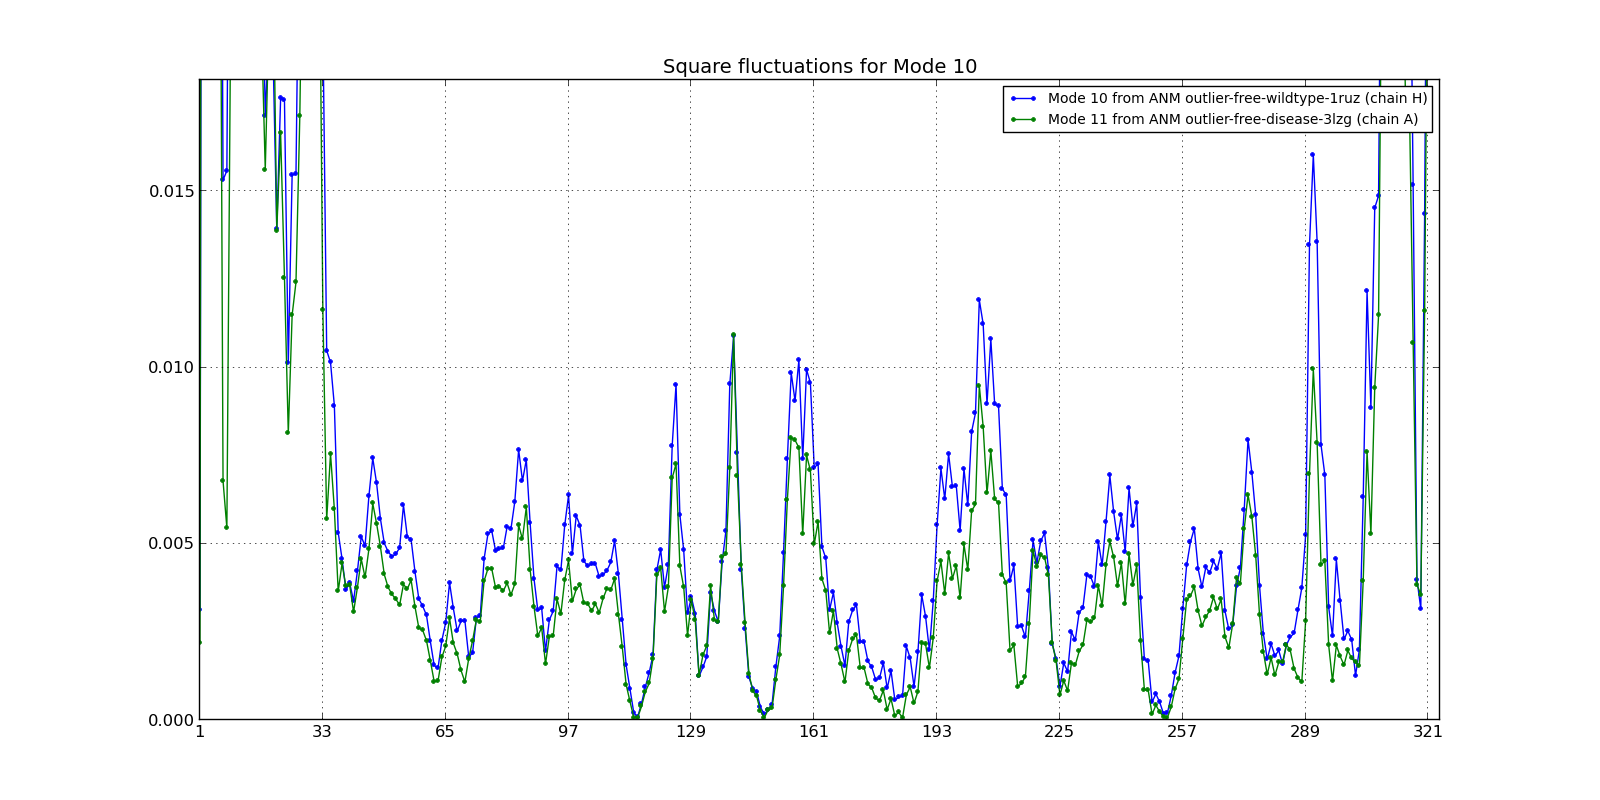 Square fluctuations for Mode 10
Mode 10 from ANM outlier-free-wildtype-1ruz (chain H)
Mode 11 from ANM outlier-free-disease-3lzg (chain A)
0.015
0.010
0.005
0.000
1 33 65 97 129 161 193 225 257 289 321